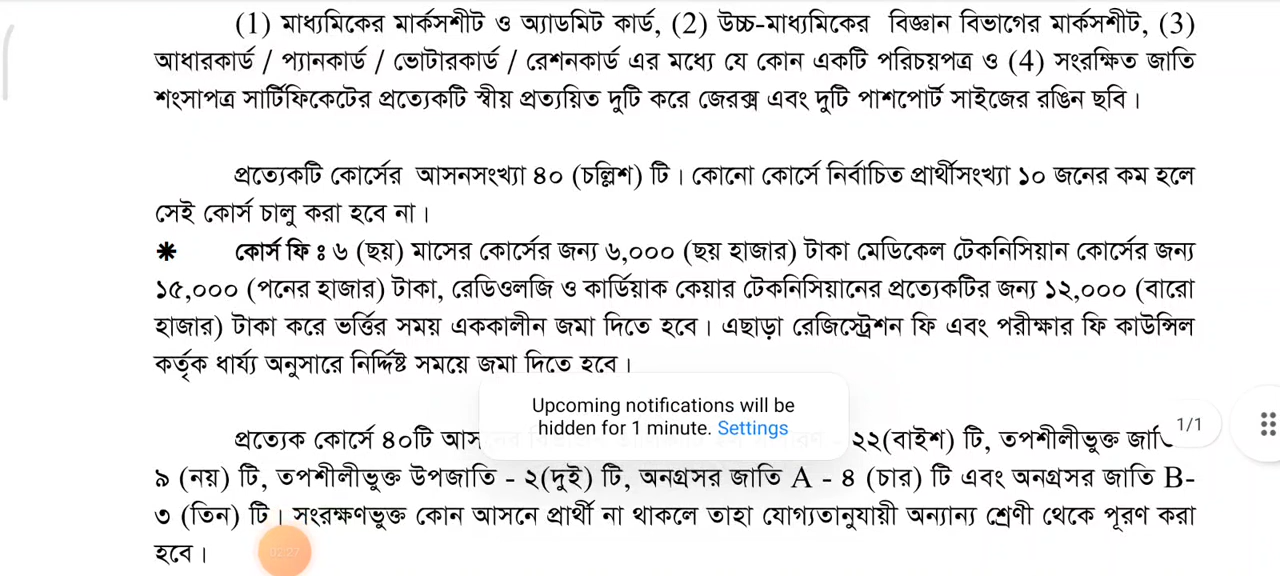 (1) মাধ্যমিকের মার্কসশীট ও অ্যাডমিট কার্ড, (2) উচ্চ-মাধ্যমিকের বিজ্ঞান বিভাগের মার্কসশীট, (3)
আধারকার্ড / প্যানকার্ড / ভোটারকার্ড / রেশনকার্ড এর মধ্যে যে কোন একটি পরিচয়পত্র ও (4) সংরক্ষিত জাতি
শংসাপত্র সার্টিফিকেটের প্রত্যেকটি স্বীয় প্রত্যয়িত দুটি করে জেরক্স এবং দুটি পাশপোর্ট সাইজের রঙিন ছবি।
প্রত্যেকটি কোর্সের আসনসংখ্যা ৪০ (চল্লিশ) টি। কোনো কোর্সে নির্বাচিত প্রার্থীসংখ্যা ১০ জনের কম হলে
সেই কোর্স চালু করা হবে না।
* কোর্স ফি ঃ ৬ (ছয়) মাসের কোর্সের জন্য ৬,০০০ (ছয় হাজার) টাকা মেডিকেল টেকনিসিয়ান কোর্সের জন্য
১৫,০০০ (পনের হাজার) টাকা, রেডিওলজি ও কার্ডিয়াক কেয়ার টেকনিসিয়ানের প্রত্যেকটির জন্য ১২,০০০ (বারো
হাজার) টাকা করে ভর্ত্তির সময় এককালীন জমা দিতে হবে। এছাড়া রেজিস্ট্রেশন ফি এবং পরীক্ষার ফি কাউন্সিল
কর্তৃক ধার্য্য অনুসারে নির্দ্দিষ্ট সময়ে জমা দিতে হবে।
Upcoming notifications will be
hidden for 1 minute. Settings
1/1
প্রত্যেক কোর্সে ৪০টি - ২২(বাইশ) টি, তপশীলীভুক্ত
৯ (নয়) টি, তপশীলীভুক্ত উপজাতি - ২(দুই) টি, অনগ্রসর জাতি A - ৪ (চার) টি এবং অনগ্রসর জাতি B-
৩ (তিন) টি। সংরক্ষণভুক্ত কোন আসনে প্রার্থী না থাকলে তাহা যোগ্যতানুযায়ী অন্যান্য শ্রেণী থেকে পূরণ করা
হবে।
02:27